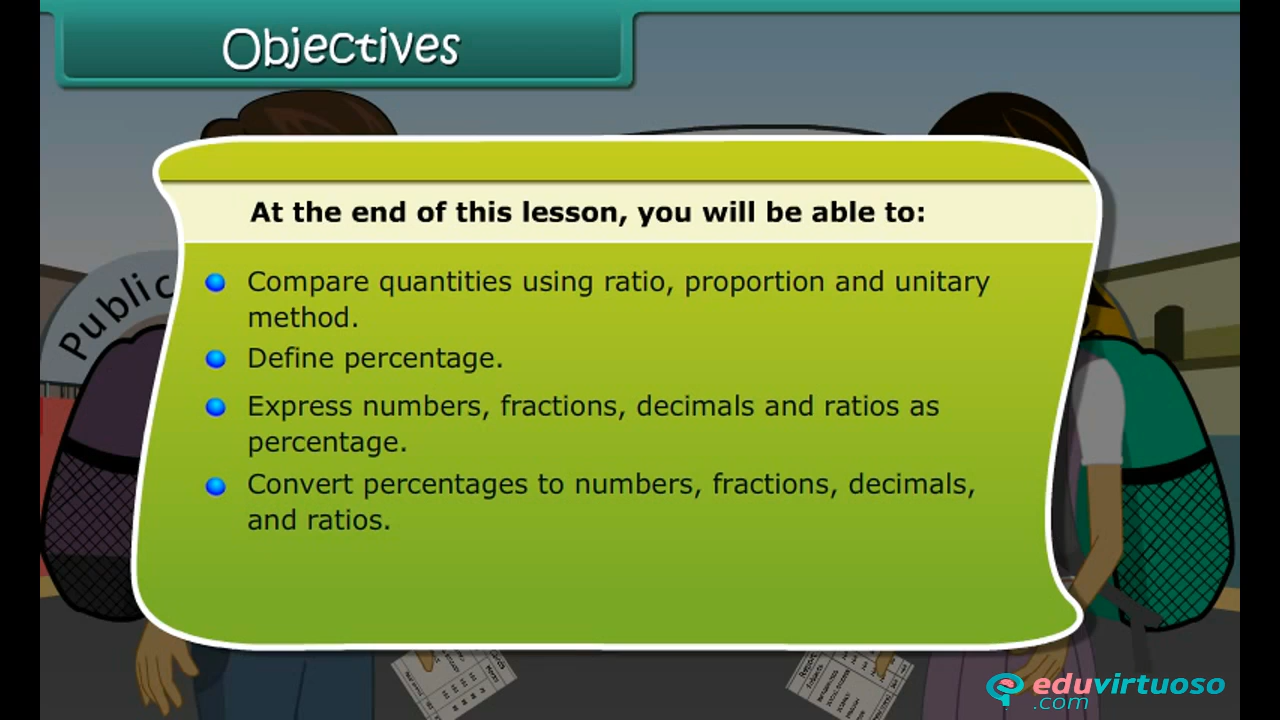 Objectives
At the end of this lesson, you will be able to:
Compare quantities using ratio, proportion and unitary
method.
Define percentage.
Express numbers, fractions, decimals and ratios as
percentage.
Convert percentages to numbers, fractions, decimals,
and ratios.
Public
eduvirtuoso
.com